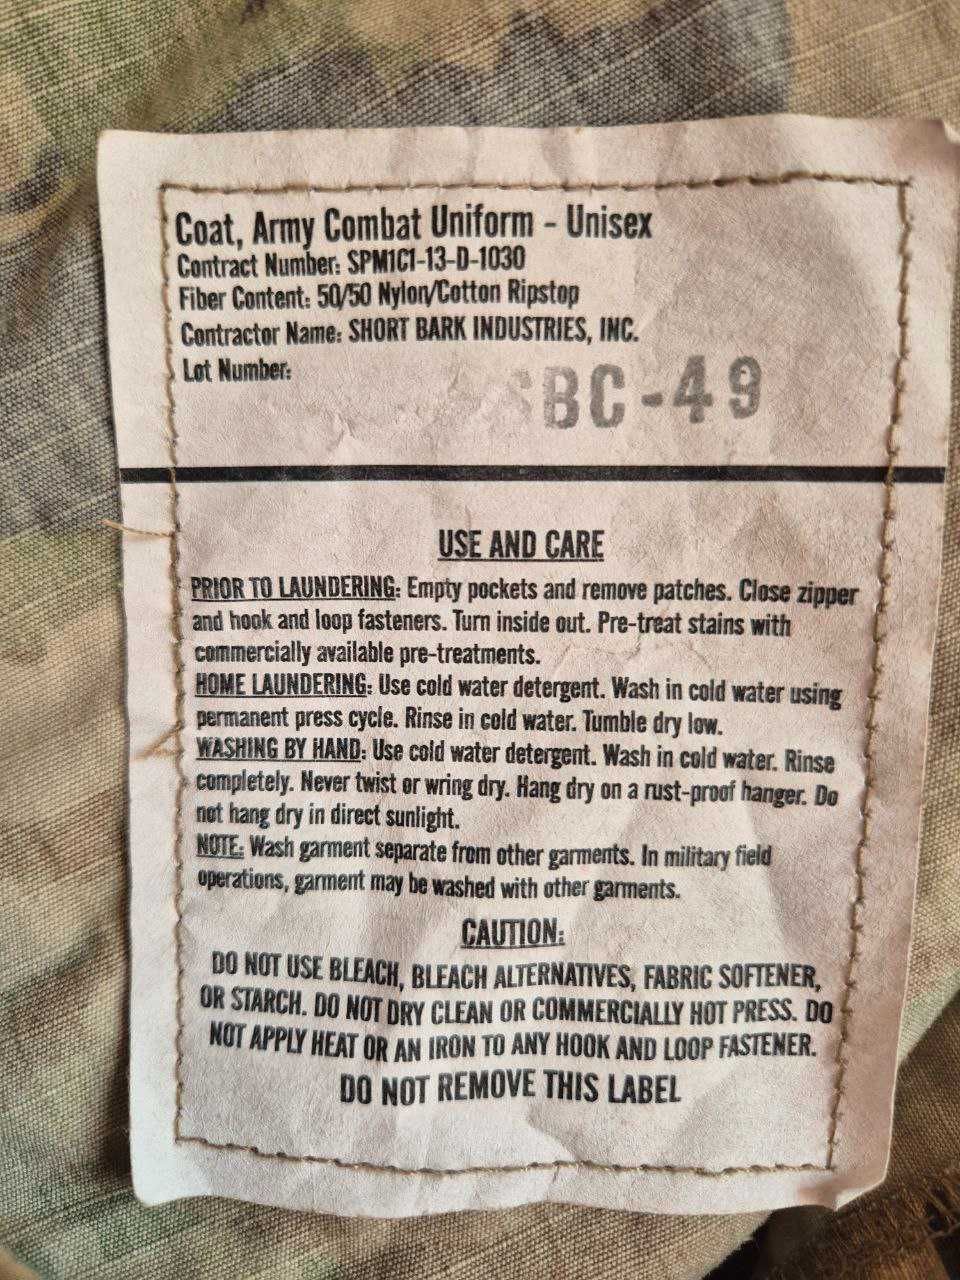 Coat, Army Combat Uniform - Unisex
Contract Number: SPM1C1-13-D-1030
Fiber Content: 50/50 Nylon/Cotton Ripstop
Contractor Name: SHORT BARK INDUSTRIES, INC.
Lot Number:
SBC-49
USE AND CARE
PRIOR TO LAUNDERING: Empty pockets and remove patches. Close zipper
and hook and loop fasteners. Turn inside out. Pre-treat stains with
commercially available pre-treatments.
HOME LAUNDERING: Use cold water detergent. Wash in cold water using
permanent press cycle. Rinse in cold water. Tumble dry low.
WASHING BY HAND: Use cold water detergent. Wash in cold water. Rinse
completely. Never twist or wring dry. Hang dry on a rust-proof hanger. Do
not hang dry in direct sunlight.
NOTE: Wash garment separate from other garments. In military field
operations, garment may be washed with other garments.
CAUTION:
DO NOT USE BLEACH, BLEACH ALTERNATIVES, FABRIC SOFTENER,
OR STARCH. DO NOT DRY CLEAN OR COMMERCIALLY HOT PRESS. DO
NOT APPLY HEAT OR AN IRON TO ANY HOOK AND LOOP FASTENER.
DO NOT REMOVE THIS LABEL